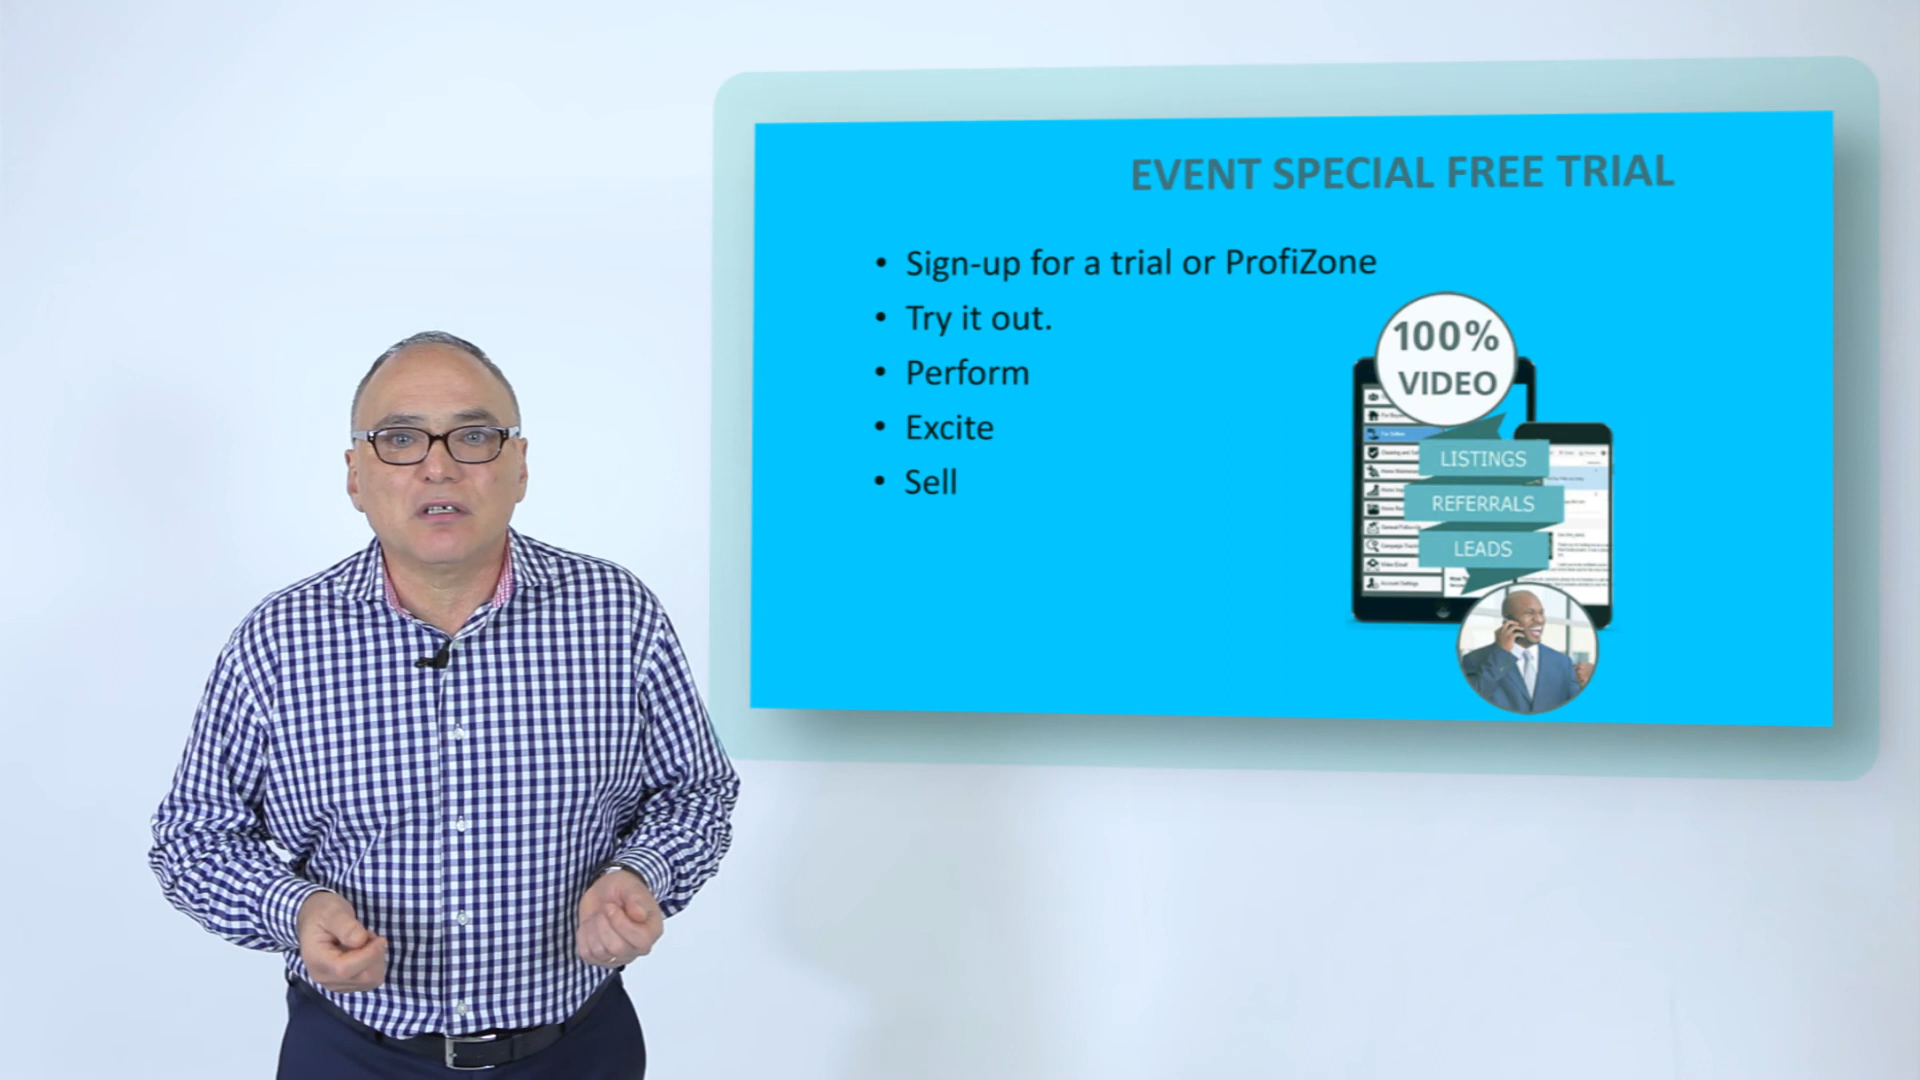 EVENT SPECIAL FREE TRIAL
• Sign-up for a trial or ProfiZone
• Try it out.
• Perform
• Excite
• Sell
100%
VIDEO
LISTINGS
REFERRALS
LEADS